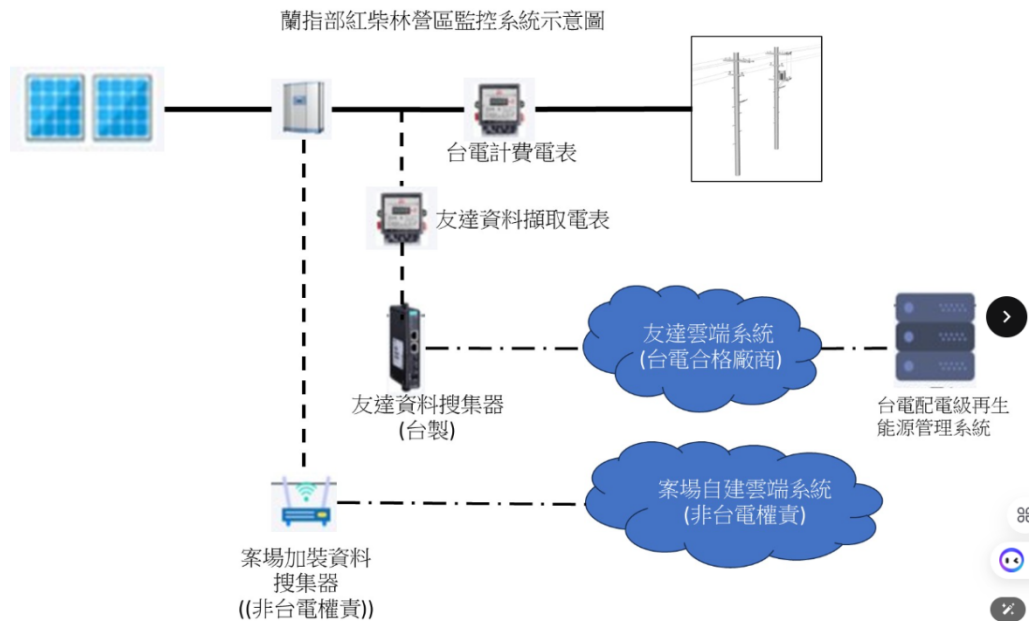 蘭指部紅柴林營區監控系統示意圖
台電計費電表
友達資料擷取電表
友達雲端系統
(台電合格廠商)
友達資料搜集器
(台製)
台電配電級再生
能源管理系統
案場自建雲端系統
(非台電權責)
案場加裝資料
搜集器
((非台電權責))